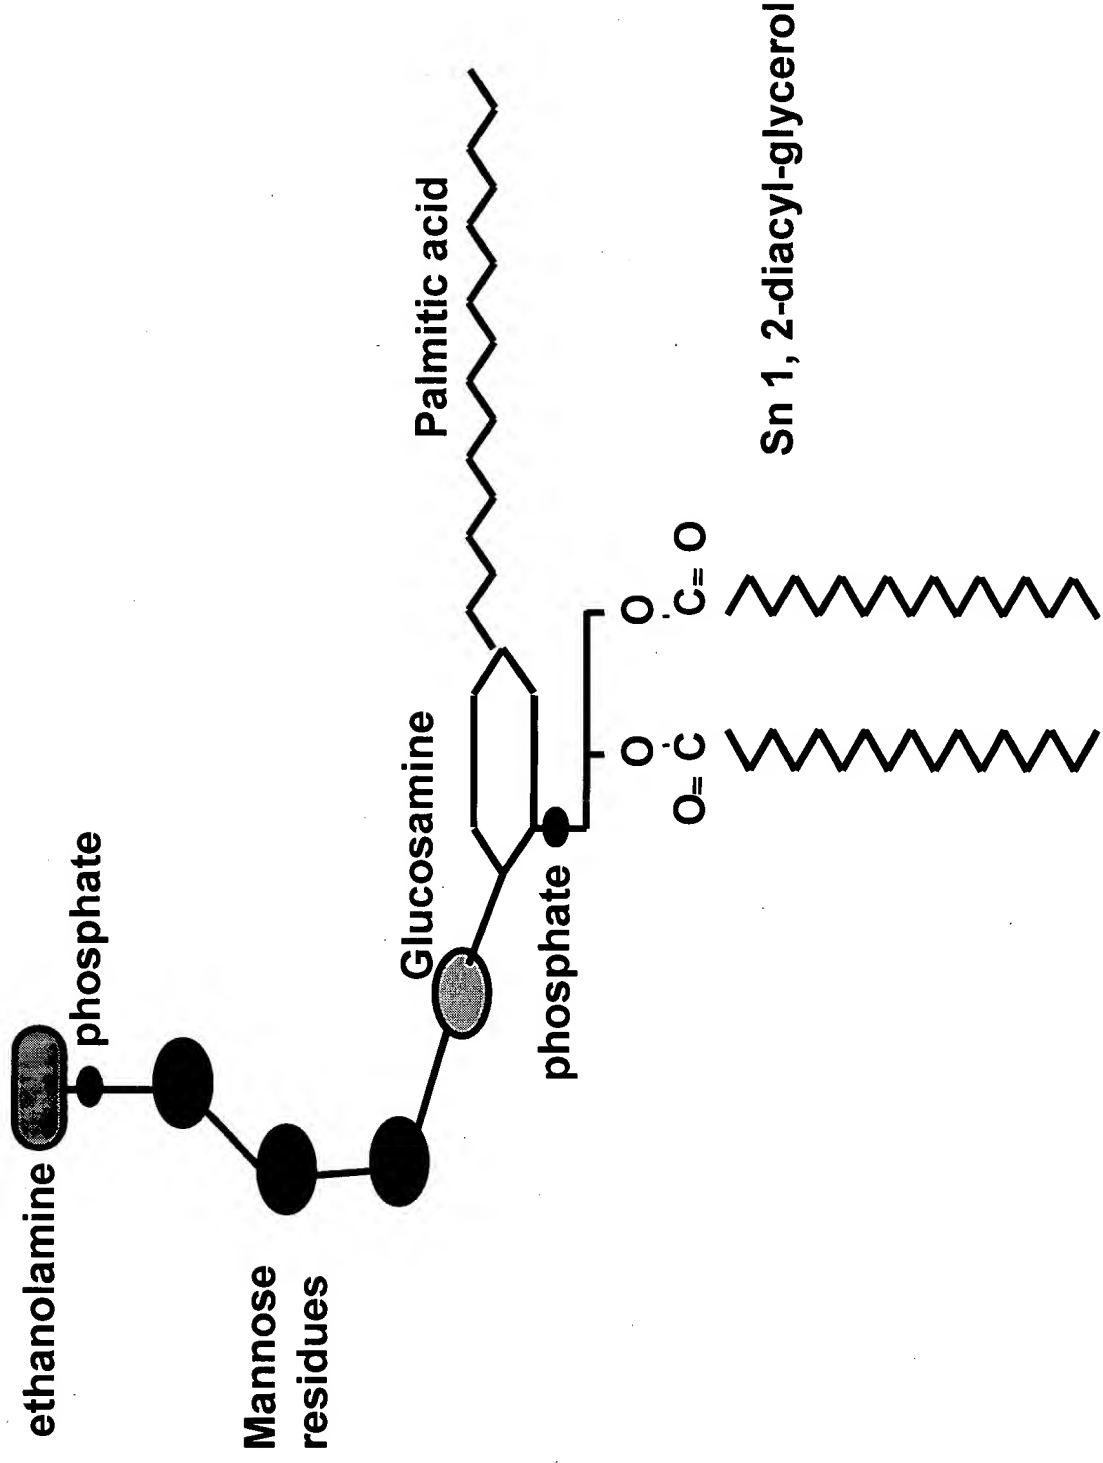 ethanolamine
phosphate
Mannose
residues
Glucosamine
Palmitic acid
phosphate
O
O
O=
C
C=
O
Sn 1, 2-diacyl-glycerol